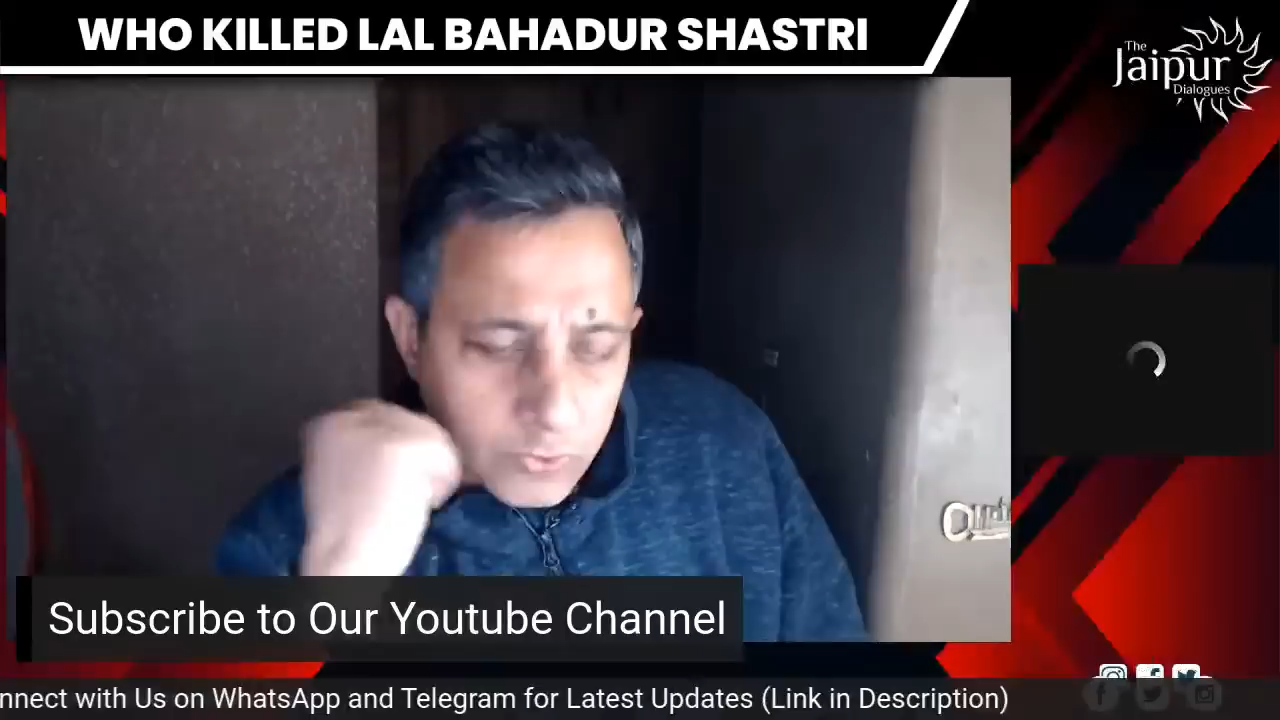 WHO KILLED LAL BAHADUR SHASTRI
The
Jaipur
Dialogues
Subscribe to Our Youtube Channel
nnect with Us on WhatsApp and Telegram for Latest Updates (Link in Description)